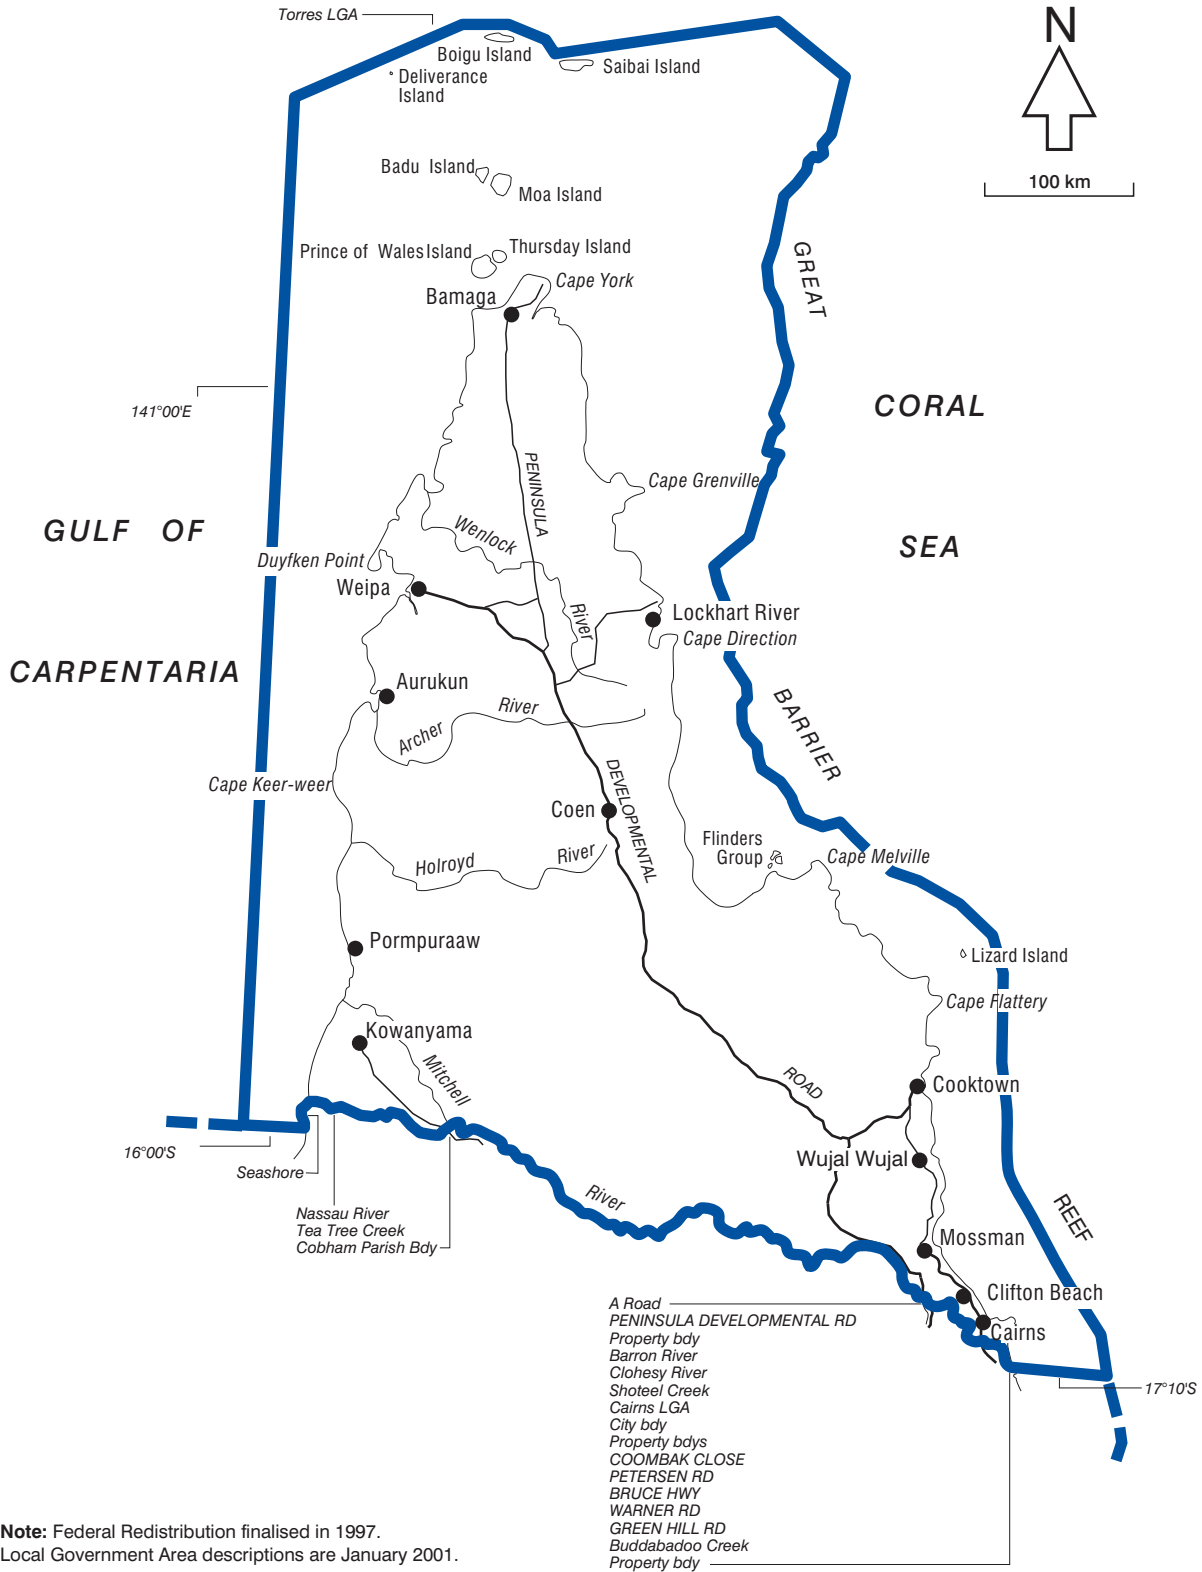 Torres LGA
N
Boigu Island
Saibai Island
Deliverance
Island
100 km
Badu Island
Moa Island
Prince of Wales Island
Thursday Island
Cape York
Bamaga
GREAT
141°00'E
CORAL
PENINSULA
Cape Grenville
GULF OF
Wenlock
SEA
Duyfken Point
Weipa
River
Lockhart River
Cape Direction
CARPENTARIA
Aurukun
River
Archer
BARRIER
Cape Keer-weer
DEVELOPMENTAL
Coen
Flinders
Group
Cape Melville
Holroyd
River
Pormpuraaw
Lizard Island
Cape Flattery
Kowanyama
Mitchell
ROAD
Cooktown
16°00'S
Seashore
Wujal Wujal
River
REEF
Nassau River
Tea Tree Creek
Cobham Parish Bdy
Mossman
Clifton Beach
Cairns
A Road
PENINSULA DEVELOPMENTAL RD
Property bdy
Barron River
Clohesy River
Shoteel Creek
Cairns LGA
City bdy
Property bdys
COOMBAK CLOSE
PETERSEN RD
BRUCE HWY
WARNER RD
GREEN HILL RD
Buddabadoo Creek
Property bdy
17°10'S
Note: Federal Redistribution finalised in 1997.
Local Government Area descriptions are January 2001.